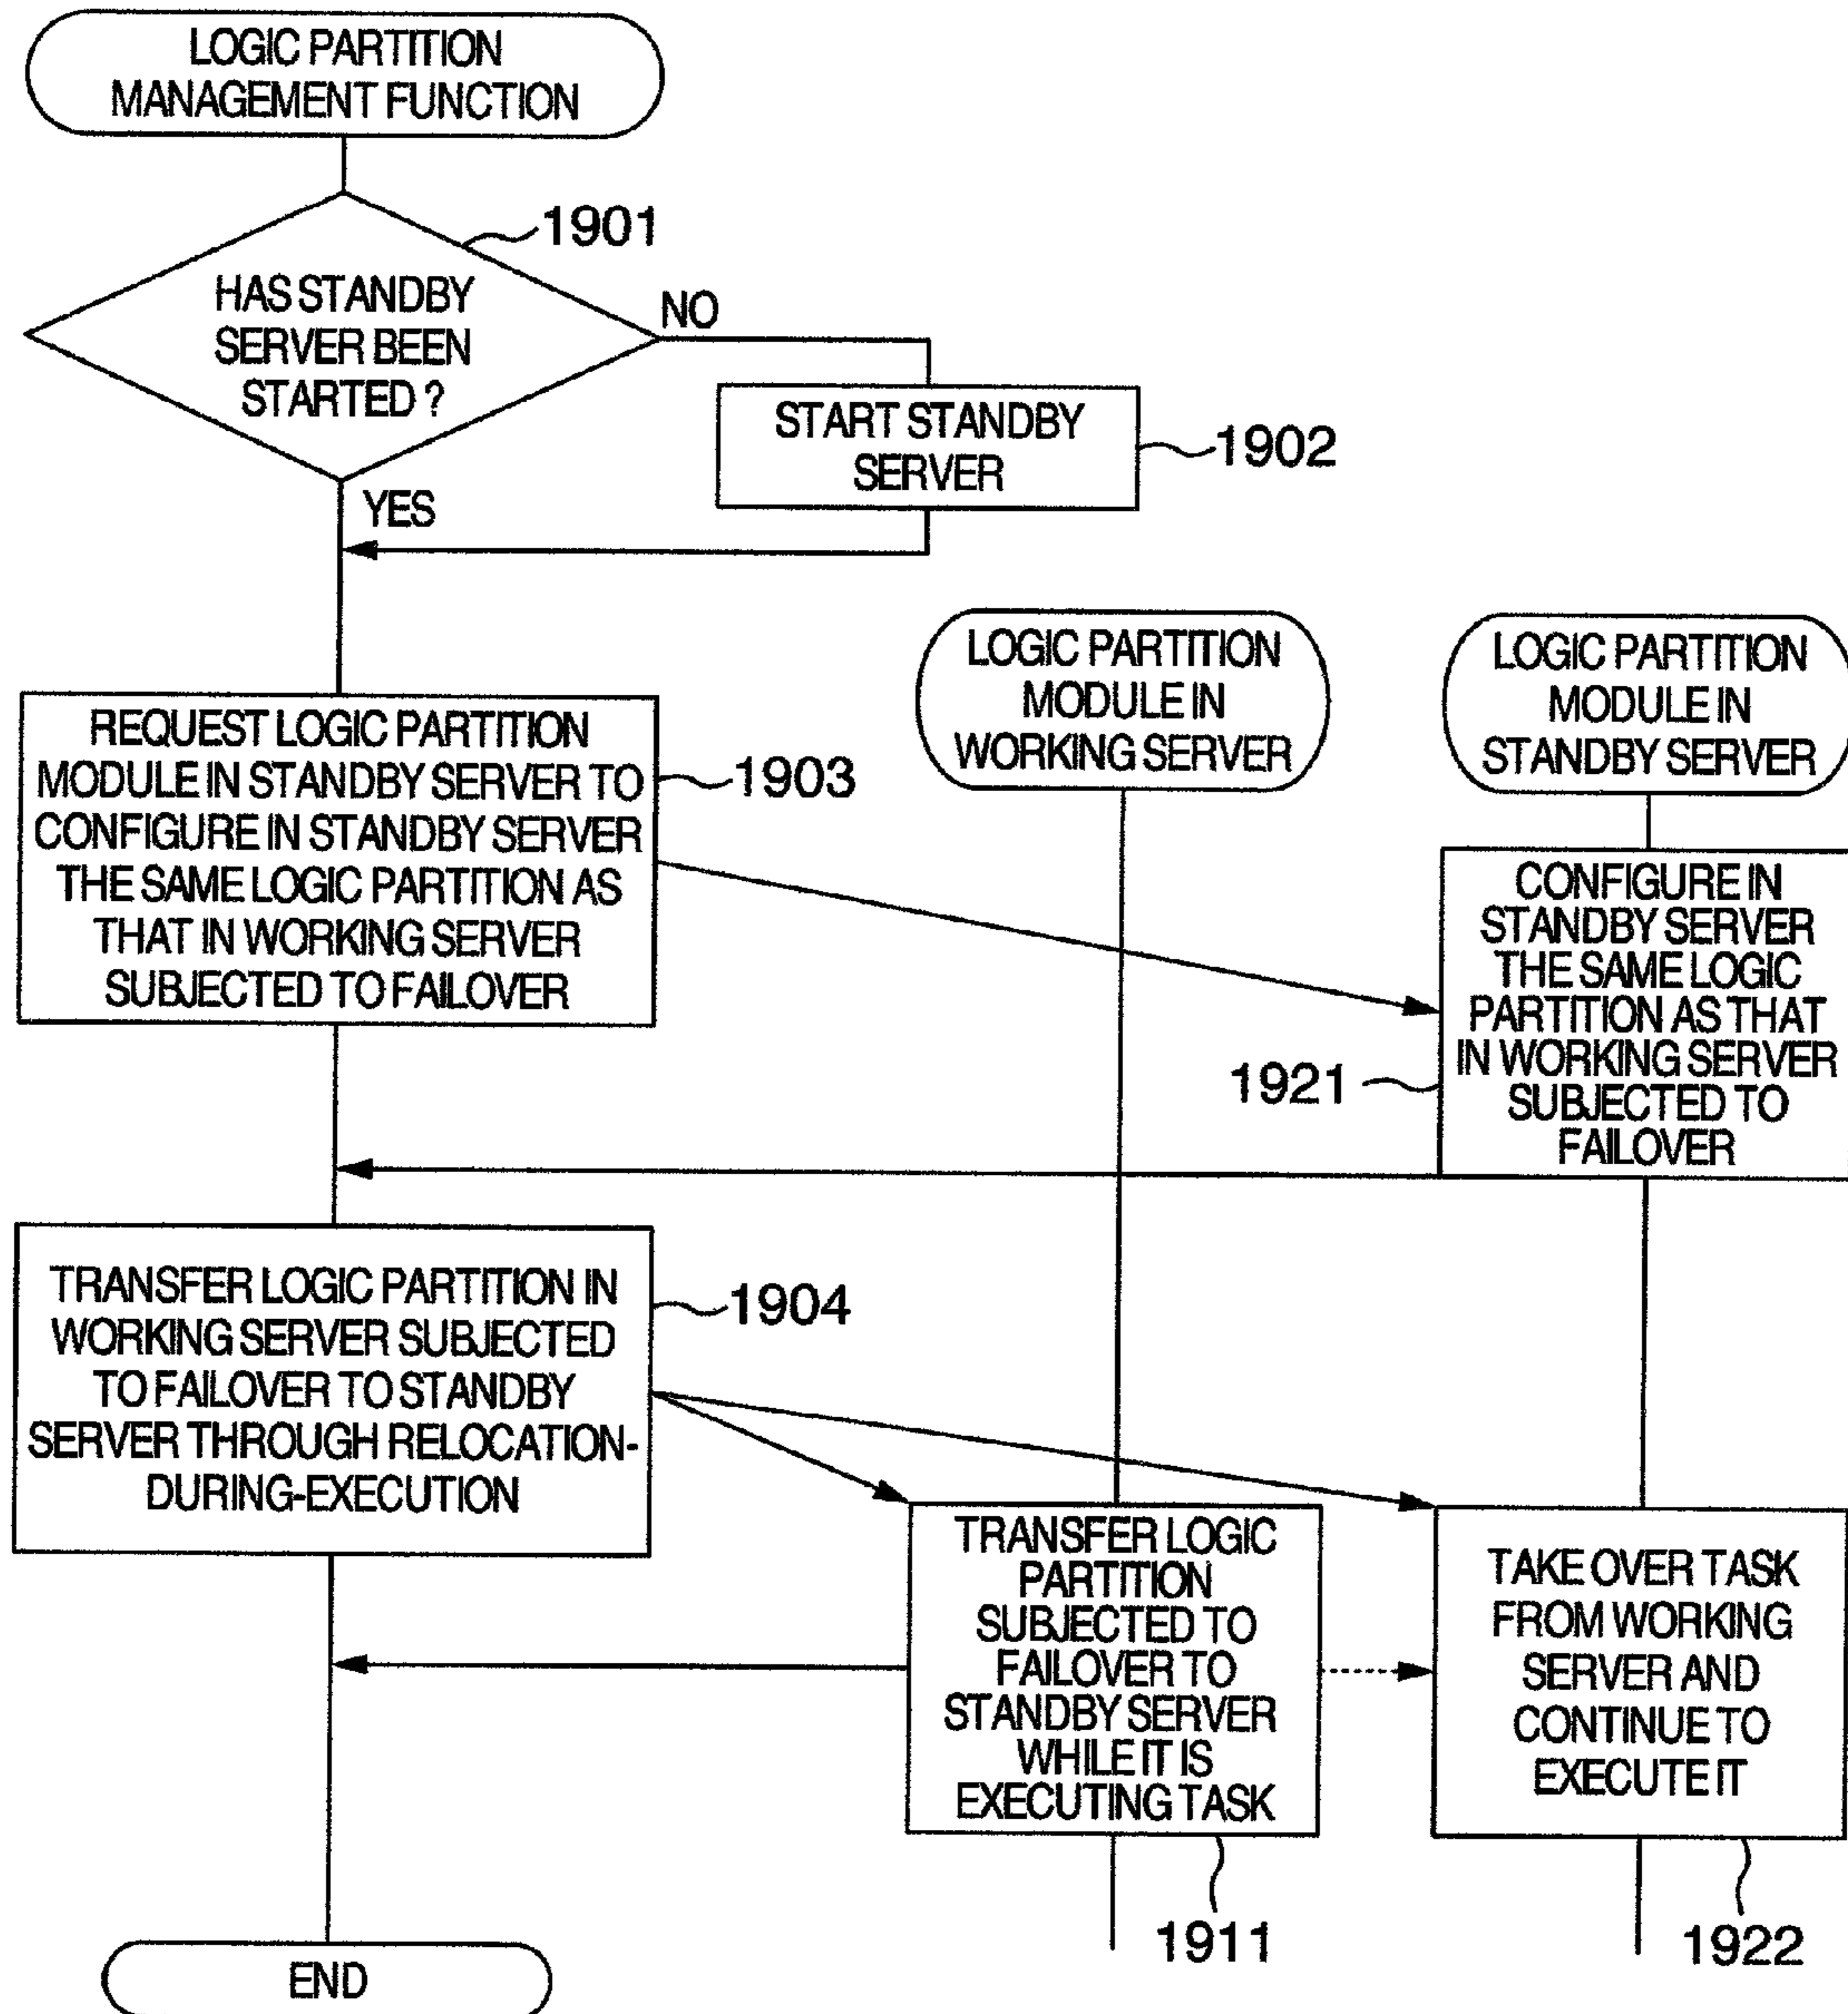 LOGIC PARTITION
MANAGEMENT FUNCTION
1901
HAS STANDBY
SERVER BEEN
STARTED ?
NO
START STANDBY
SERVER
1902
YES
LOGIC PARTITION
MODULE IN
WORKING SERVER
LOGIC PARTITION
MODULE IN
STANDBY SERVER
REQUEST LOGIC PARTITION
MODULE IN STANDBY SERVER TO
CONFIGURE IN STANDBY SERVER
THE SAME LOGIC PARTITION AS
THAT IN WORKING SERVER
SUBJECTED TO FAILOVER
1903
CONFIGURE IN
STANDBY SERVER
THE SAME LOGIC
PARTITION AS THAT
IN WORKING SERVER
SUBJECTED TO
FAILOVER
1921
TRANSFER LOGIC PARTITION IN
WORKING SERVER SUBJECTED
TO FAILOVER TO STANDBY
SERVER THROUGH RELOCATION-
DURING-EXECUTION
1904
TRANSFER LOGIC
PARTITION
SUBJECTED TO
FAILOVER TO
STANDBY SERVER
WHILE IT IS
EXECUTING TASK
1911
TAKE OVER TASK
FROM WORKING
SERVER AND
CONTINUE TO
EXECUTE IT
1922
END